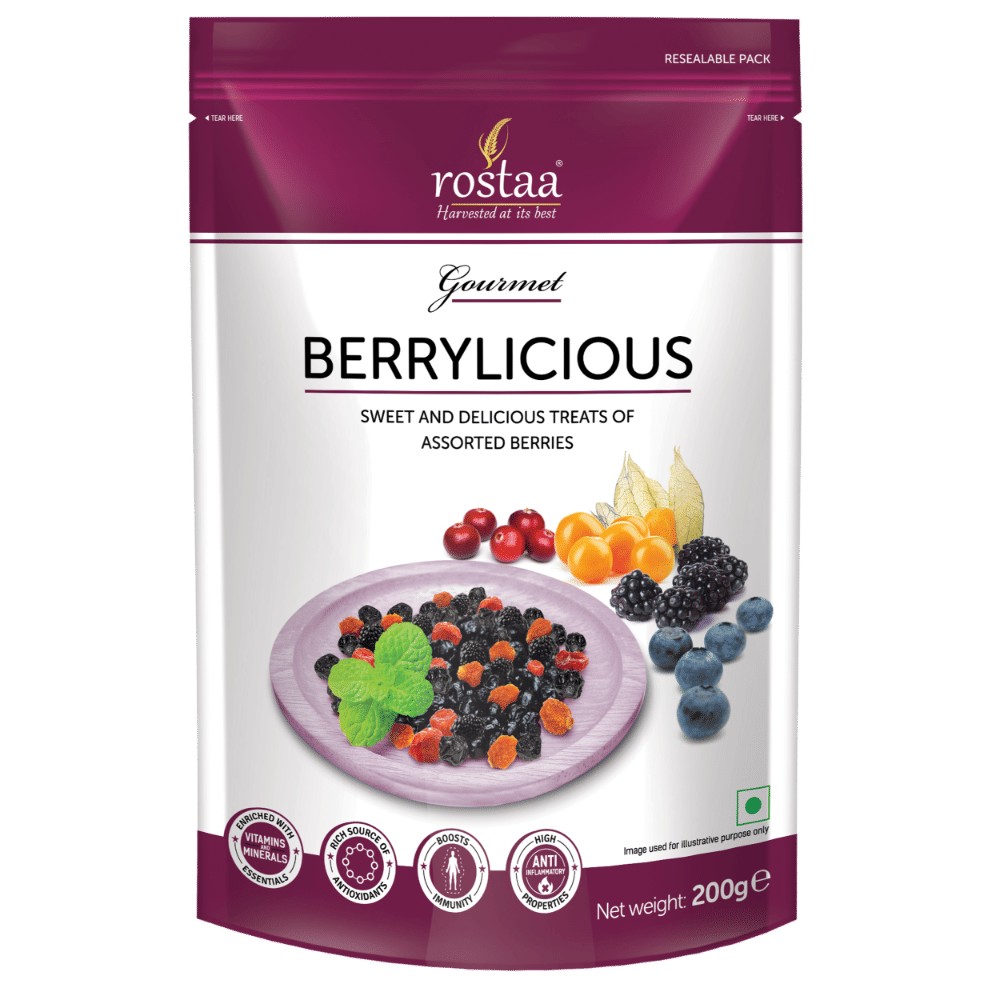 RESEALABLE PACK
TEAR HERE
TEAR HERE
rostaa®
Harvested at its best
Gourmet
BERRYLICIOUS
SWEET AND DELICIOUS TREATS OF
ASSORTED BERRIES
ENRICHED WITH
VITAMINS
AND
MINERALS
ESSENTIALS
RICH SOURCE OF
ANTIOXIDANTS
BOOSTS
IMMUNITY
HIGH
ANTI
INFLAMMATORY
PROPERTIES
Image used for illustrative purpose only
Net weight: 200g℮